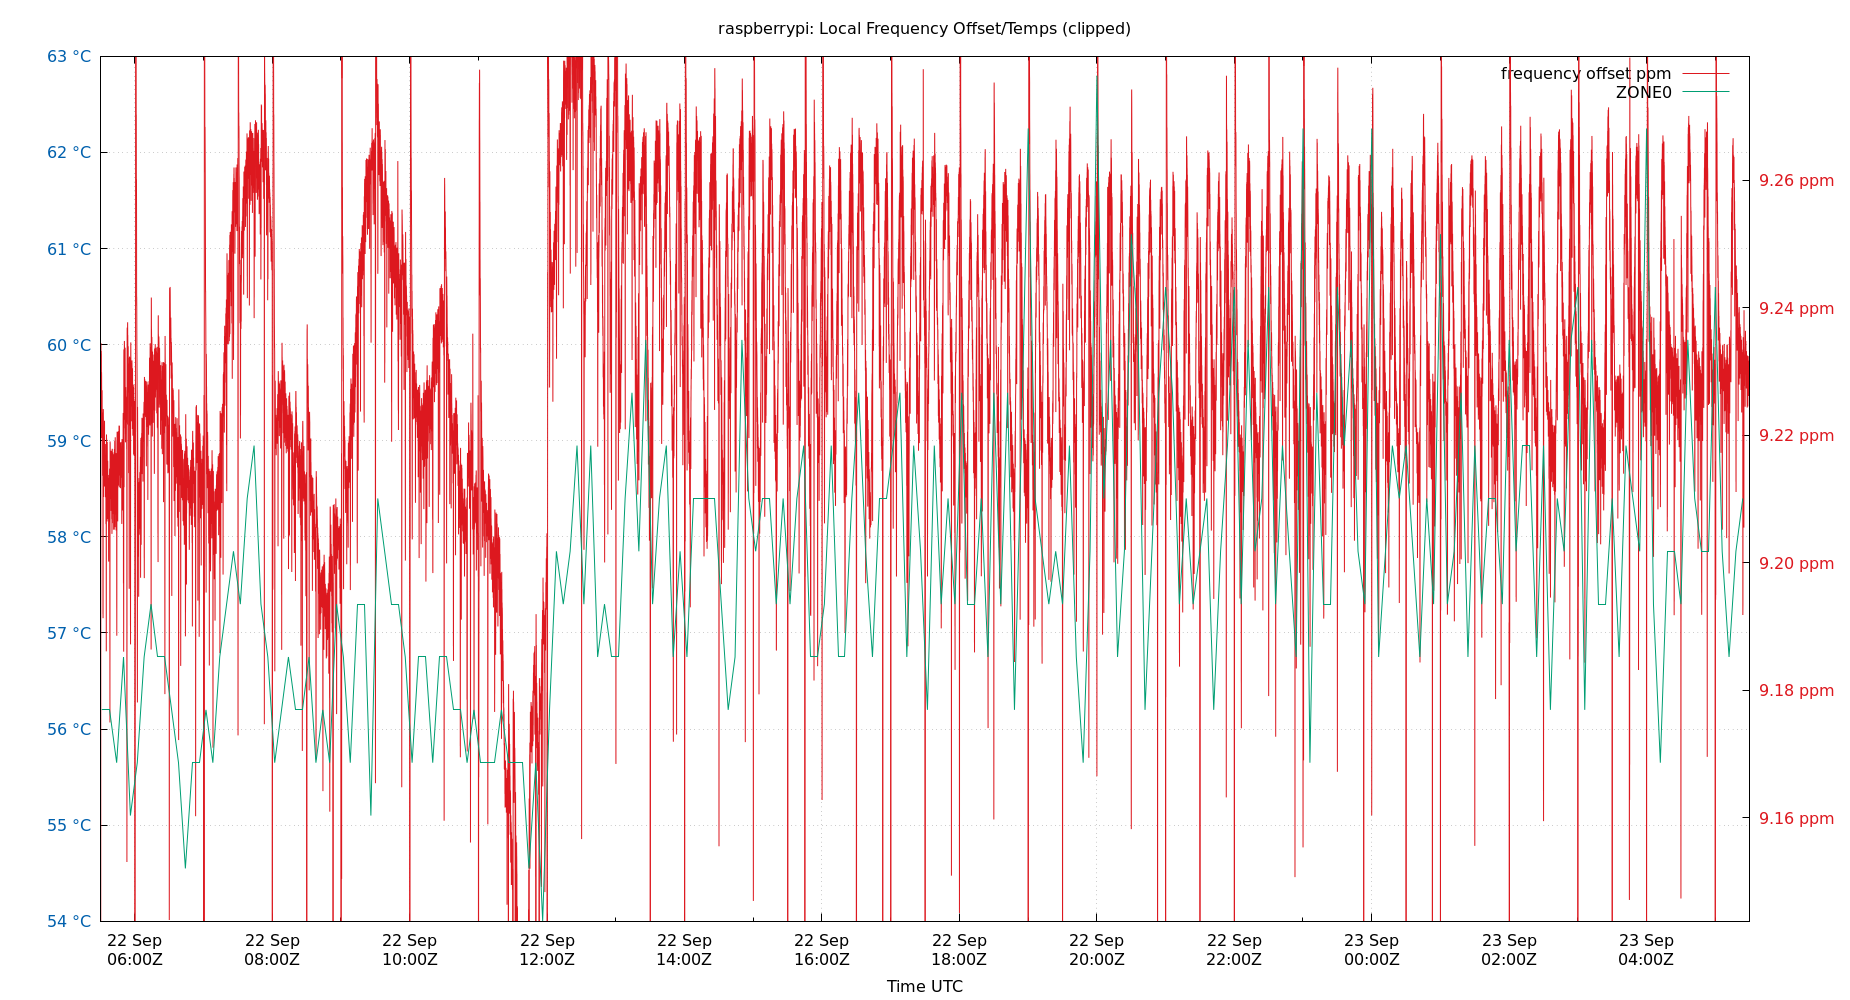 raspberrypi: Local Frequency Offset/Temps (clipped)
63 °C
62 °C
61 °C
60 °C
59 °C
58 °C
57 °C
56 °C
55 °C
54 °C
frequency offset ppm
ZONE0
9.26 ppm
9.24 ppm
9.22 ppm
9.20 ppm
9.18 ppm
9.16 ppm
22 Sep 22 Sep 22 Sep 22 Sep 22 Sep 22 Sep 22 Sep 22 Sep 22 Sep 23 Sep 23 Sep 23 Sep
06:00Z 08:00Z 10:00Z 12:00Z 14:00Z 16:00Z 18:00Z 20:00Z 22:00Z 00:00Z 02:00Z 04:00Z
Time UTC